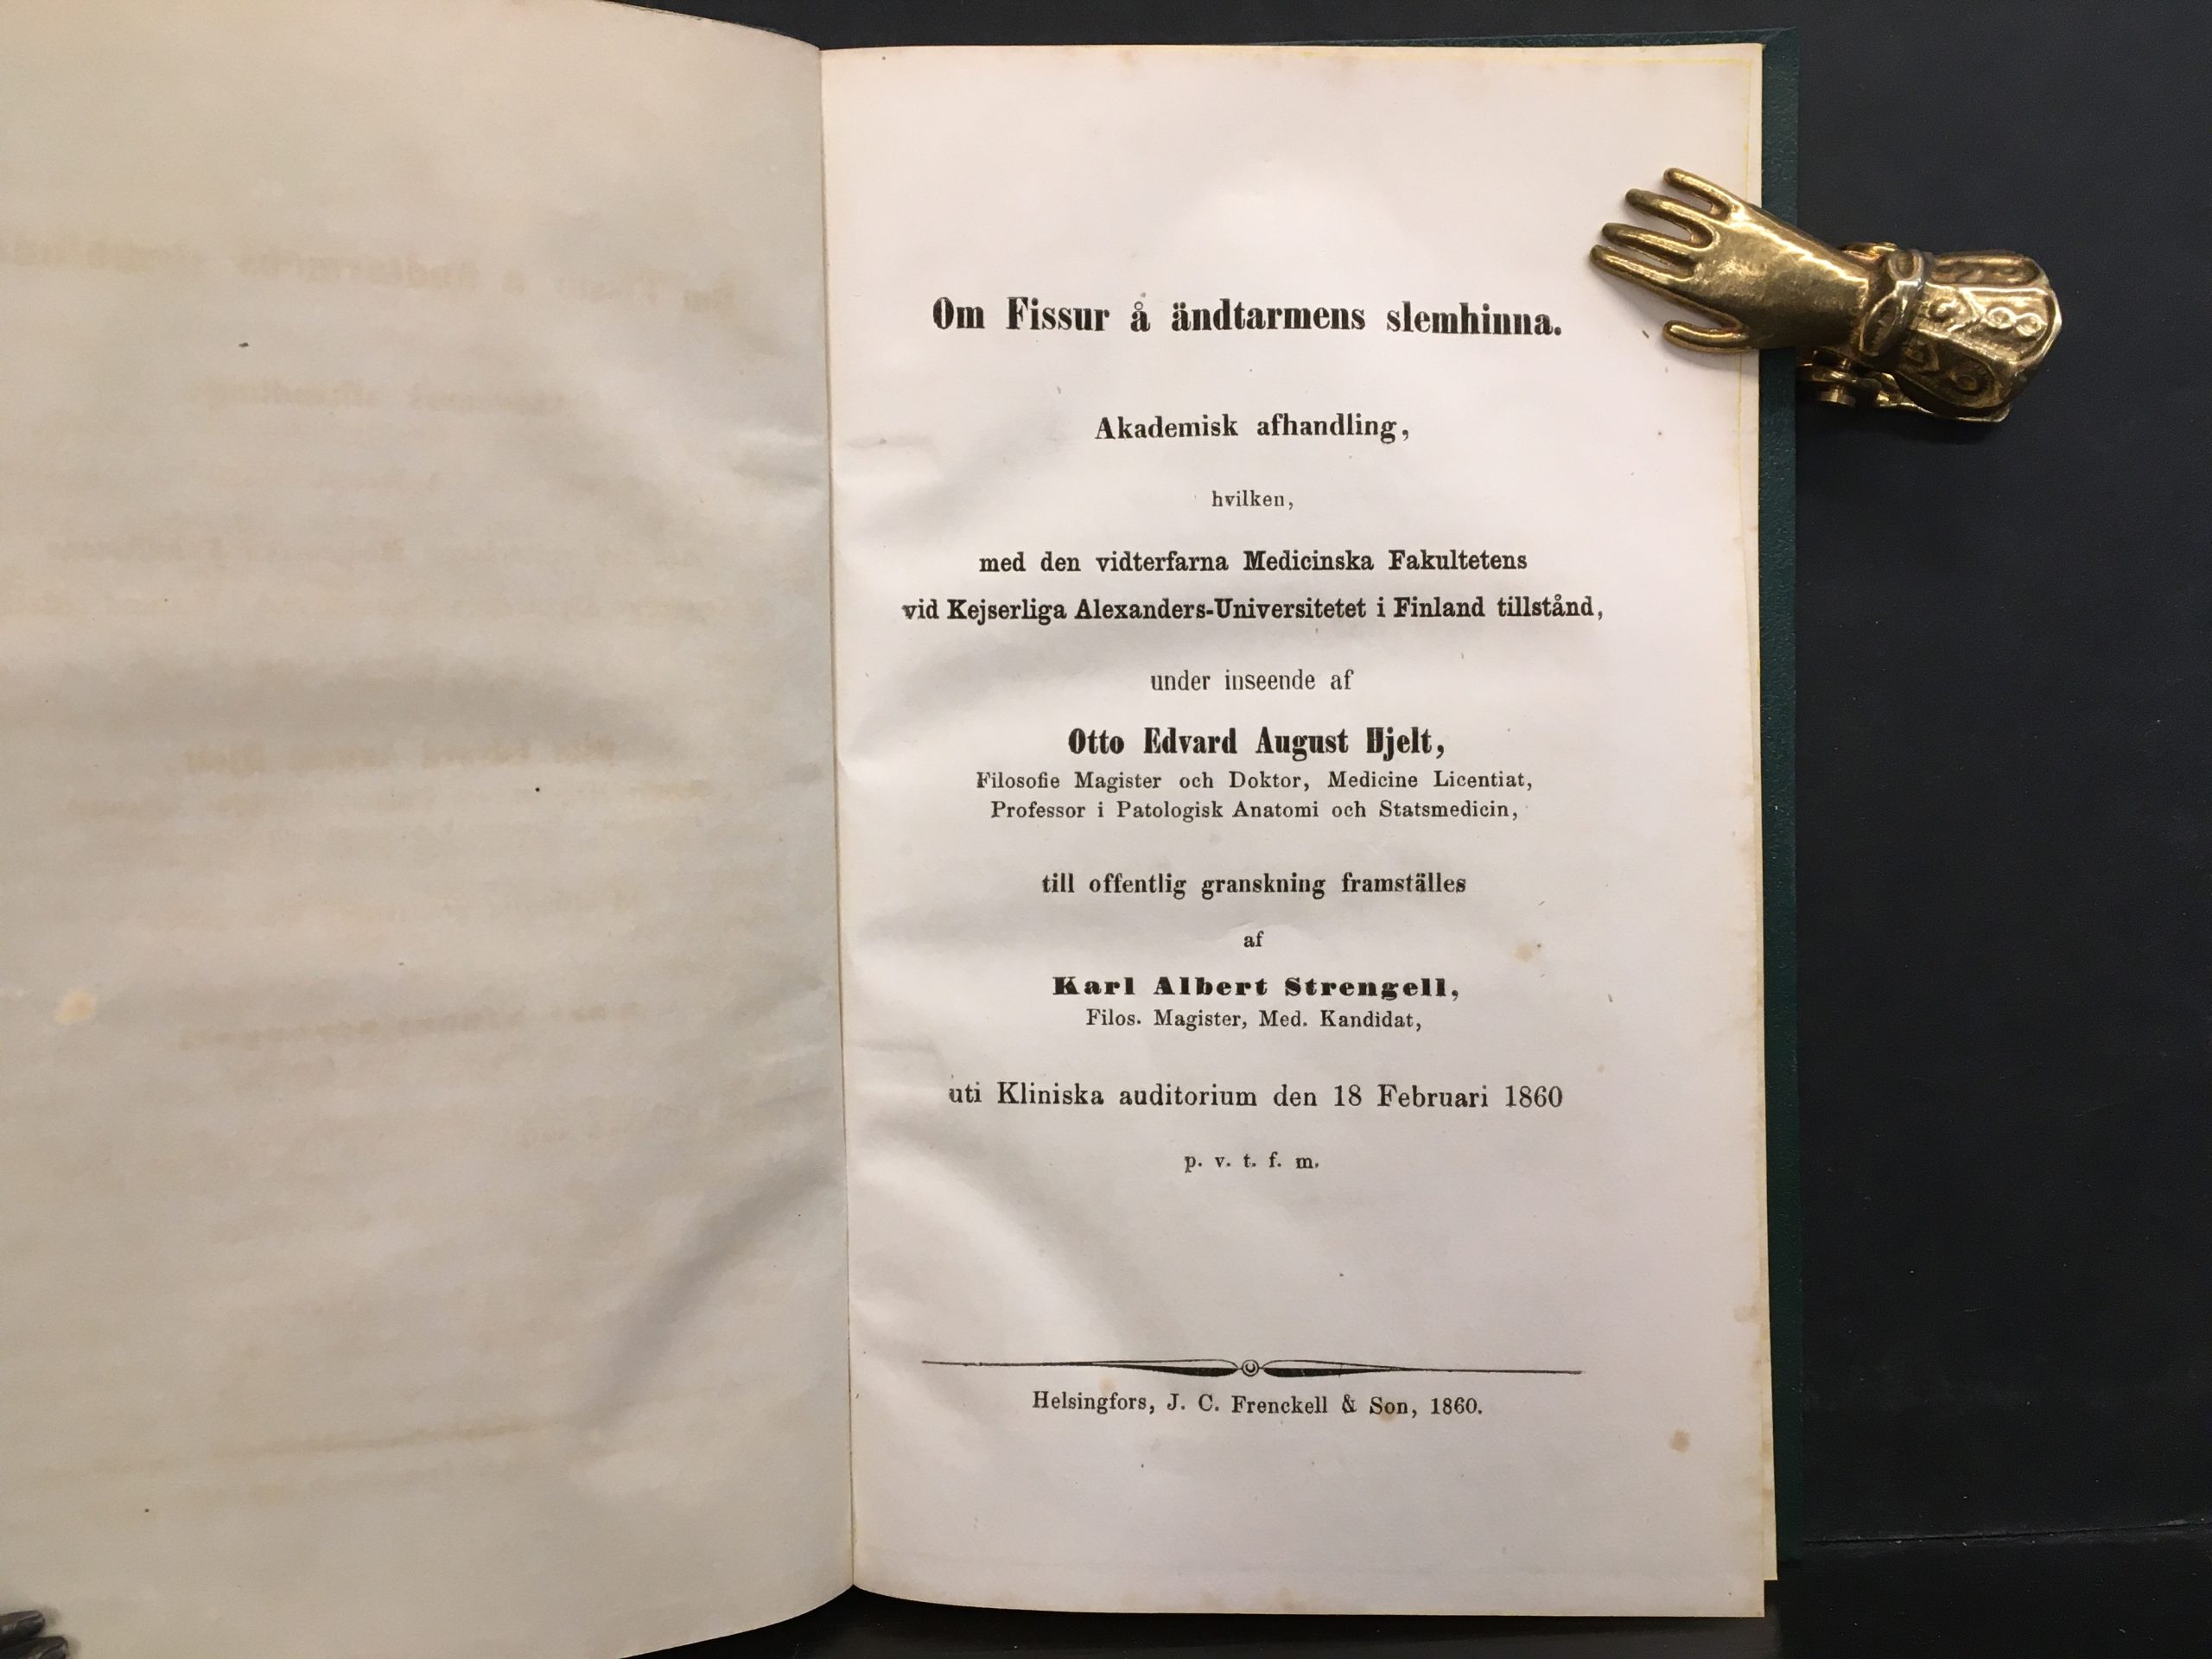 Om Fissur å ändtarmens slemhinna.
Akademisk afhandling,
hvilken,
med den vidterfarna Medicinska Fakultetens
vid Kejserliga Alexanders-Universitetet i Finland tillstånd,
under inseende af
Otto Edvard August Hjelt,
Filosofie Magister och Doktor, Medicine Licentiat,
Professor i Patologisk Anatomi och Statsmedicin,
till offentlig granskning framställes
af
Karl Albert Strengell,
Filos. Magister, Med. Kandidat,
uti Kliniska auditorium den 18 Februari 1860
p. v. t. f. m.
Helsingfors, J. C. Frenckell & Son, 1860.